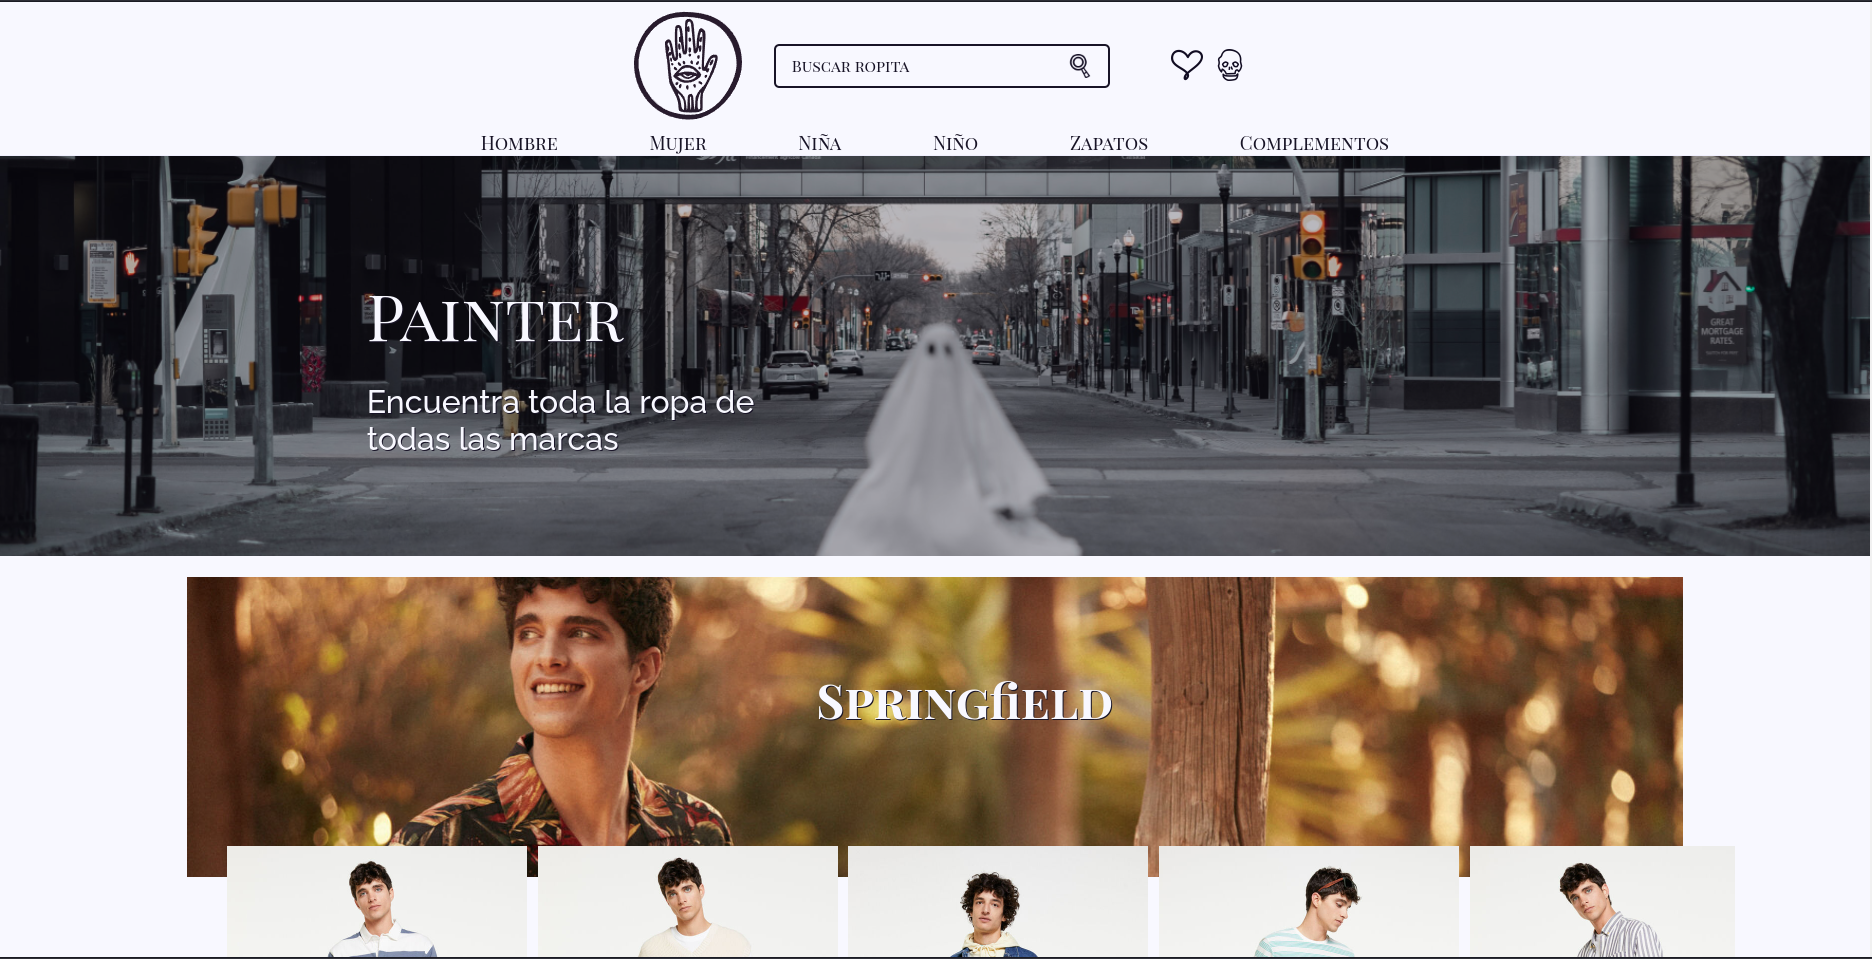 Buscar ropita
Hombre
Mujer
Niña
Niño
Zapatos
Complementos
Painter
Encuentra toda la ropa de
todas las marcas
GREAT
MORTGAGE
RATES.
Springfield